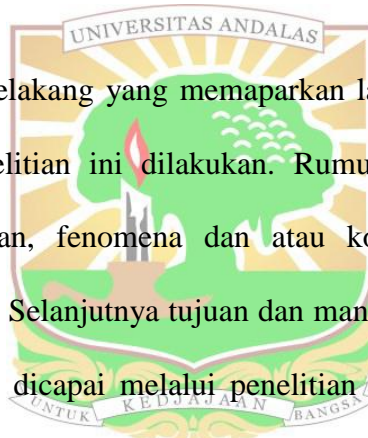 UNIVERSITAS ANDALAS
elakang yang memaparkan la
elitian ini dilakukan. Rumu
an, fenomena dan atau ko
Selanjutnya tujuan dan man
dicapai melalui penelitian
UNTUK KEDJAJAAN BANGSA